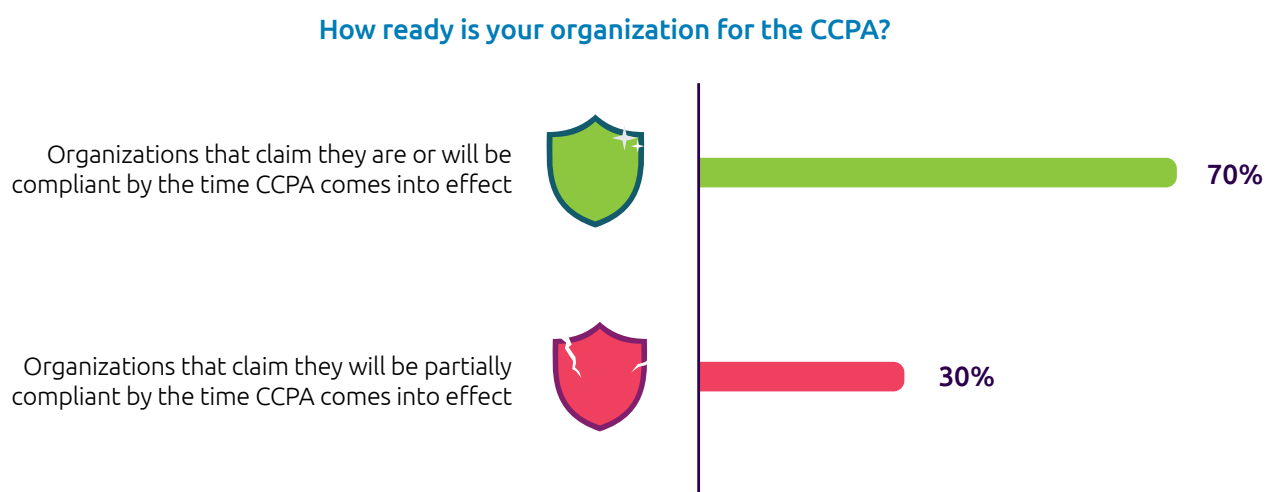 How ready is your organization for the CCPA?
Organizations that claim they are or will be
compliant by the time CCPA comes into effect
70%
Organizations that claim they will be partially
compliant by the time CCPA comes into effect
30%